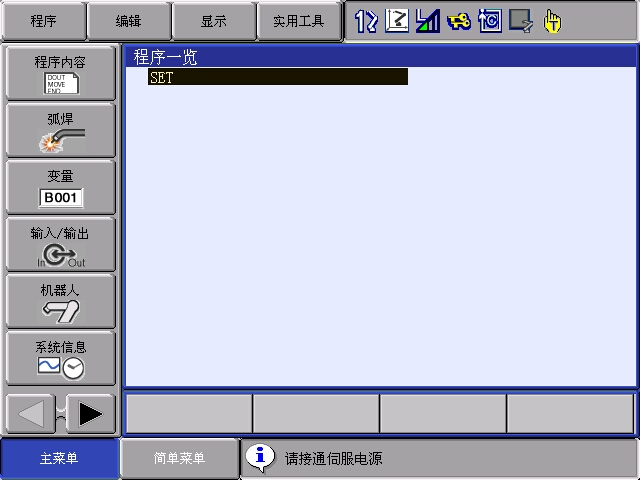 程序
编辑
显示
实用工具
程序内容
DOUT
MOVE
END
弧焊
变量
B001
输入/输出
In Out
机器人
系统信息
程序一览
SET
主菜单
简单菜单
请接通伺服电源